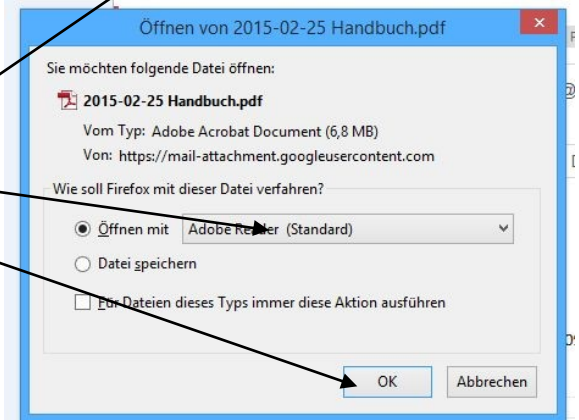 Öffnen von 2015-02-25 Handbuch.pdf
Sie möchten folgende Datei öffnen:
2015-02-25 Handbuch.pdf
Vom Typ: Adobe Acrobat Document (6,8 MB)
Von: https://mail-attachment.googleusercontent.com
Wie soll Firefox mit dieser Datei verfahren?
Öffnen mit Adobe Reader (Standard)
Datei speichern
Für Dateien dieses Typs immer diese Aktion ausführen
OK Abbrechen